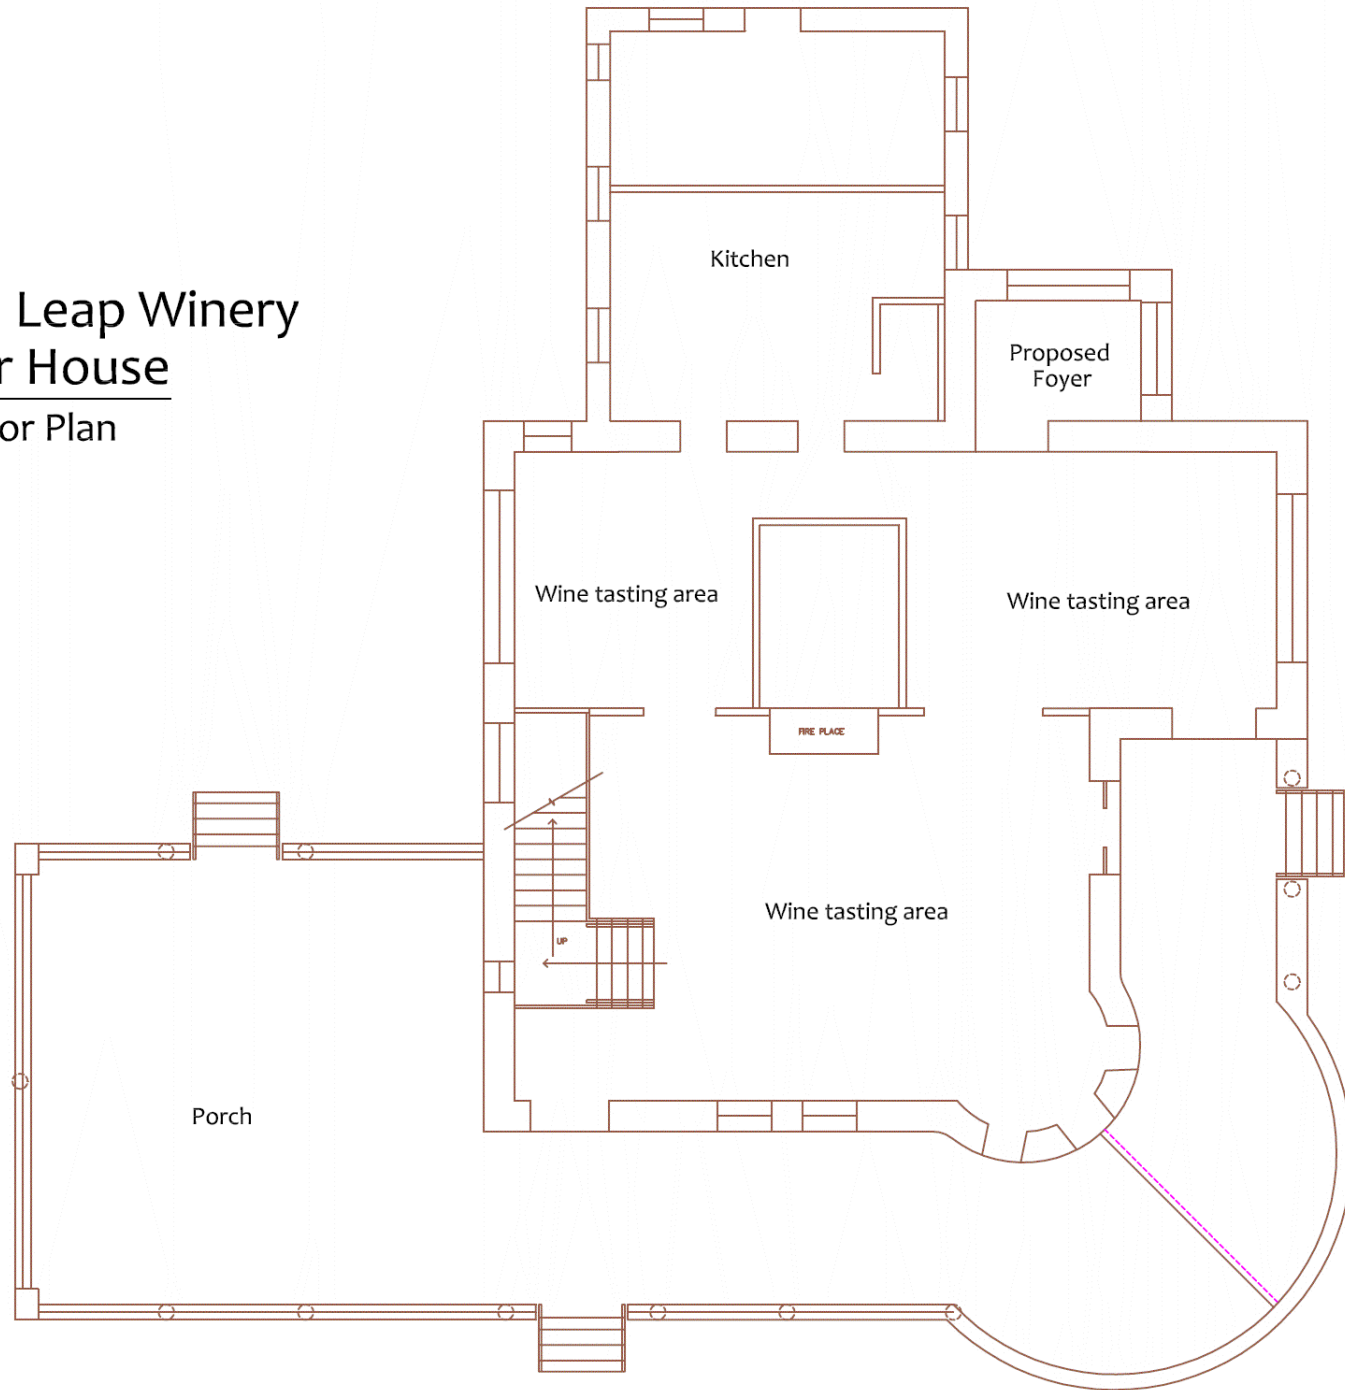 Leap Winery
r House
or Plan
Kitchen
Proposed
Foyer
Wine tasting area
Wine tasting area
FIRE PLACE
Wine tasting area
UP
Porch